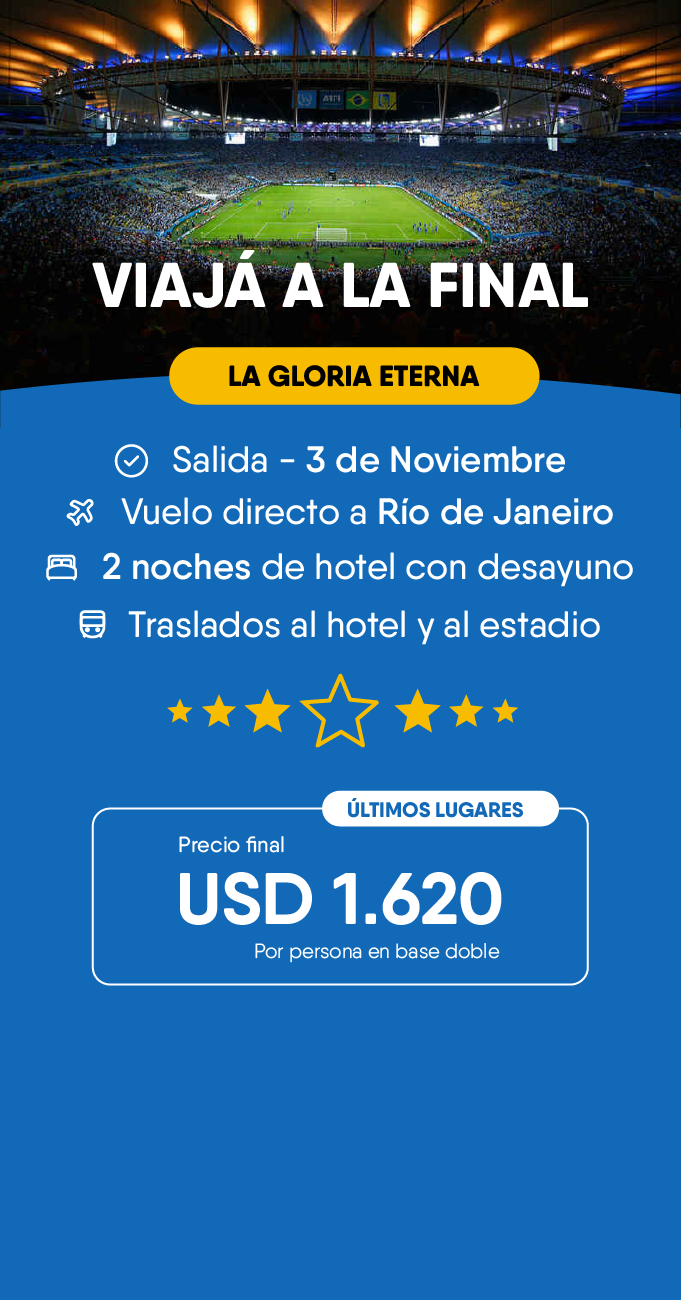 VIAJÁ A LA FINAL
LA GLORIA ETERNA
Salida - 3 de Noviembre
Vuelo directo a Río de Janeiro
2 noches de hotel con desayuno
Traslados al hotel y al estadio
ÚLTIMOS LUGARES
Precio final
USD 1.620
Por persona en base doble